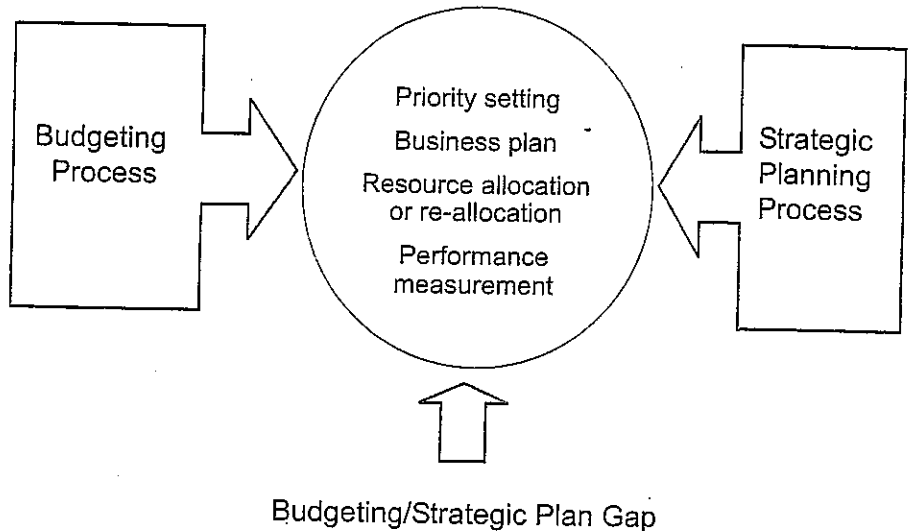 Budgeting
Process
Priority setting
Business plan
Resource allocation
or re-allocation
Performance
measurement
Strategic
Planning
Process
Budgeting/Strategic Plan Gap